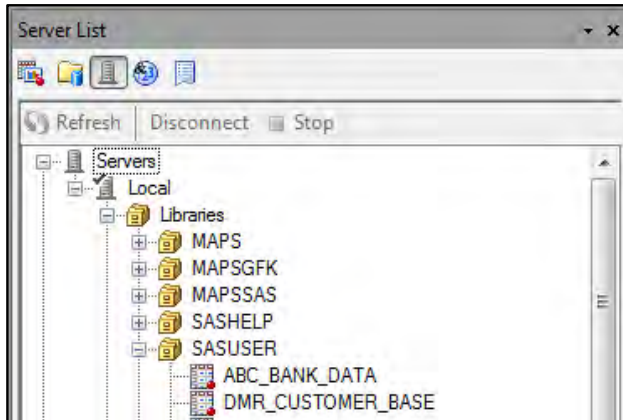 Server List
Refresh Disconnect Stop
Servers
Local
Libraries
MAPS
MAPSGFK
MAPSSAS
SASHELP
SASUSER
ABC_BANK_DATA
DMR_CUSTOMER_BASE